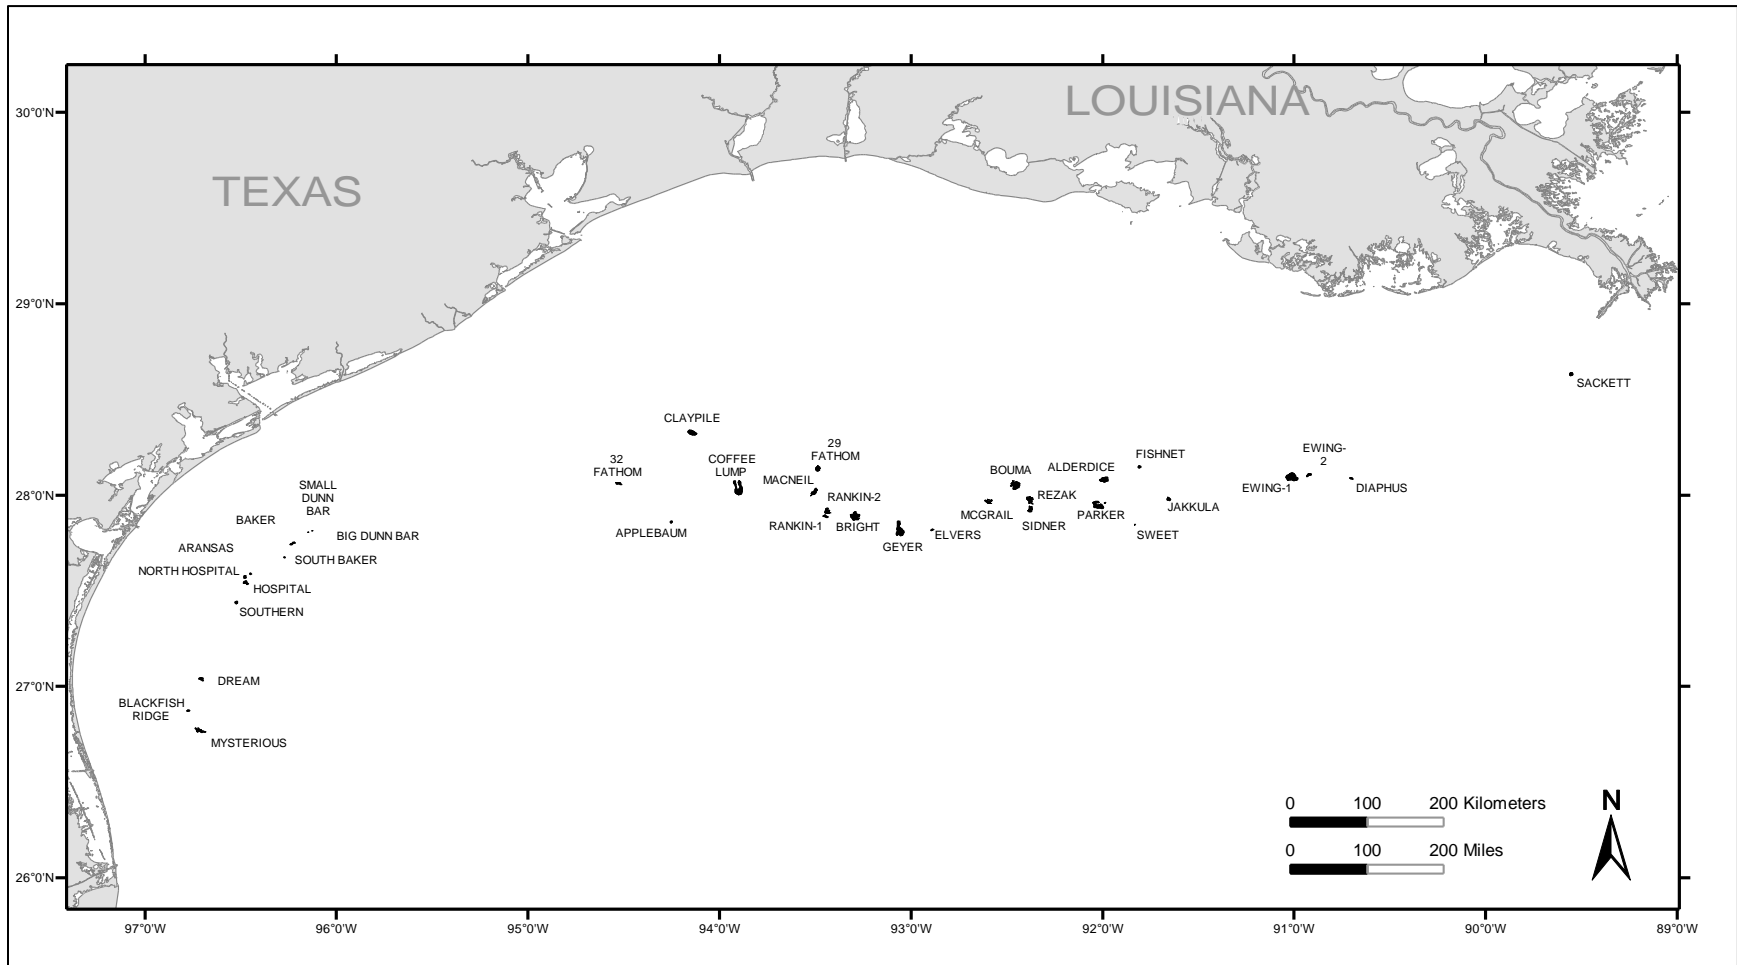 LOUISIANA
30°0'N
TEXAS
29°0'N
SACKETT
CLAYPILE
29
FATHOM
32
FATHOM
COFFEE
LUMP
MACNEIL
RANKIN-2
RANKIN-1
BRIGHT
APPLEBAUM
GEYER
ELVERS
BOUMA
MCGRAIL
REZAK
SIDNER
ALDERDICE
PARKER
FISHNET
JAKKULA
SWEET
EWING-
2
EWING-1
DIAPHUS
28°0'N
SMALL
DUNN
BAR
BAKER
BIG DUNN BAR
ARANSAS
SOUTH BAKER
NORTH HOSPITAL
HOSPITAL
SOUTHERN
27°0'N
DREAM
BLACKFISH
RIDGE
MYSTERIOUS
0 100 200 Kilometers
0 100 200 Miles
N
26°0'N
97°0'W 96°0'W 95°0'W 94°0'W 93°0'W 92°0'W 91°0'W 90°0'W 89°0'W